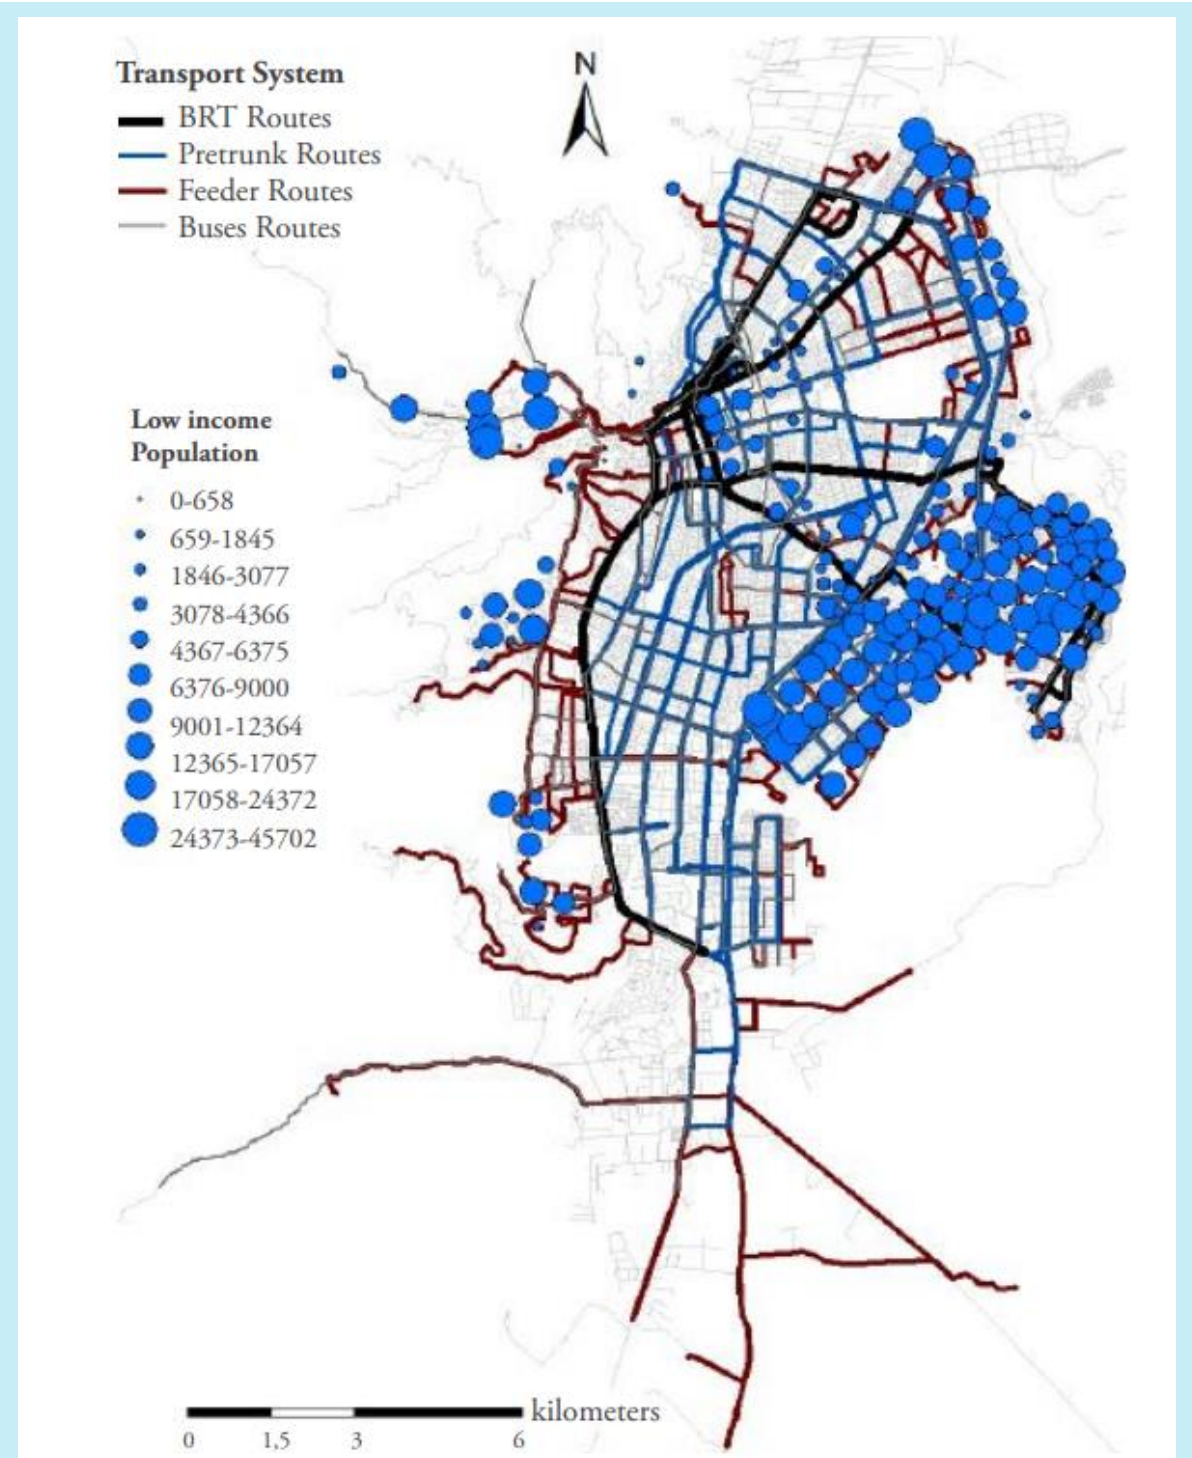 Transport System
BRT Routes
Pretrunk Routes
Feeder Routes
Buses Routes
N
Low income
Population
0-658
659-1845
1846-3077
3078-4366
4367-6375
6376-9000
9001-12364
12365-17057
17058-24372
24373-45702
kilometers
0 1,5 3 6